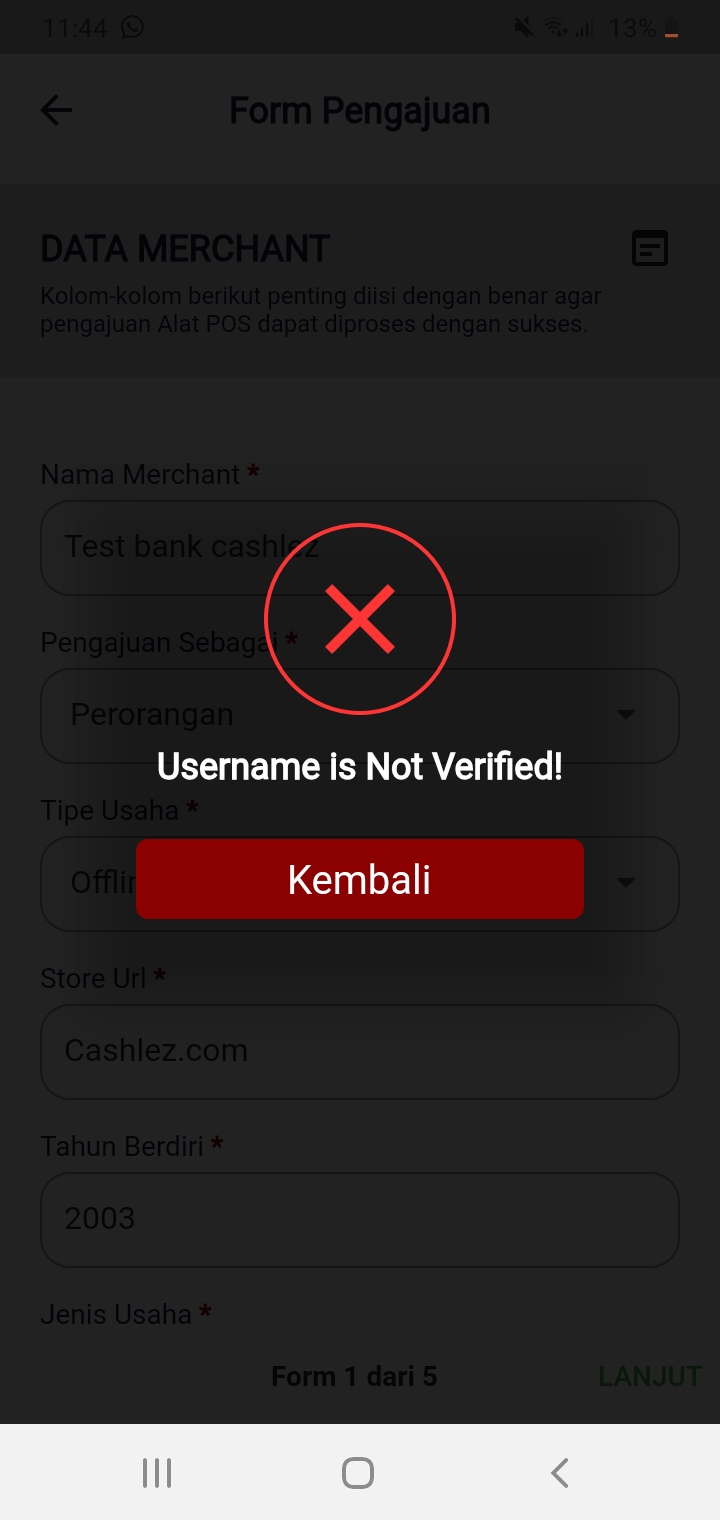 11:44
13%
Form Pengajuan
DATA MERCHANT
Kolom-kolom berikut penting diisi dengan benar agar
pengajuan Alat POS dapat diproses dengan sukses.
Nama Merchant *
Test bank cashlez
Pengajuan Sebagai *
Perorangan
Username is Not Verified!
Tipe Usaha *
Kembali
Store Url *
Cashlez.com
Tahun Berdiri *
2003
Jenis Usaha *
Form 1 dari 5
LANJUT